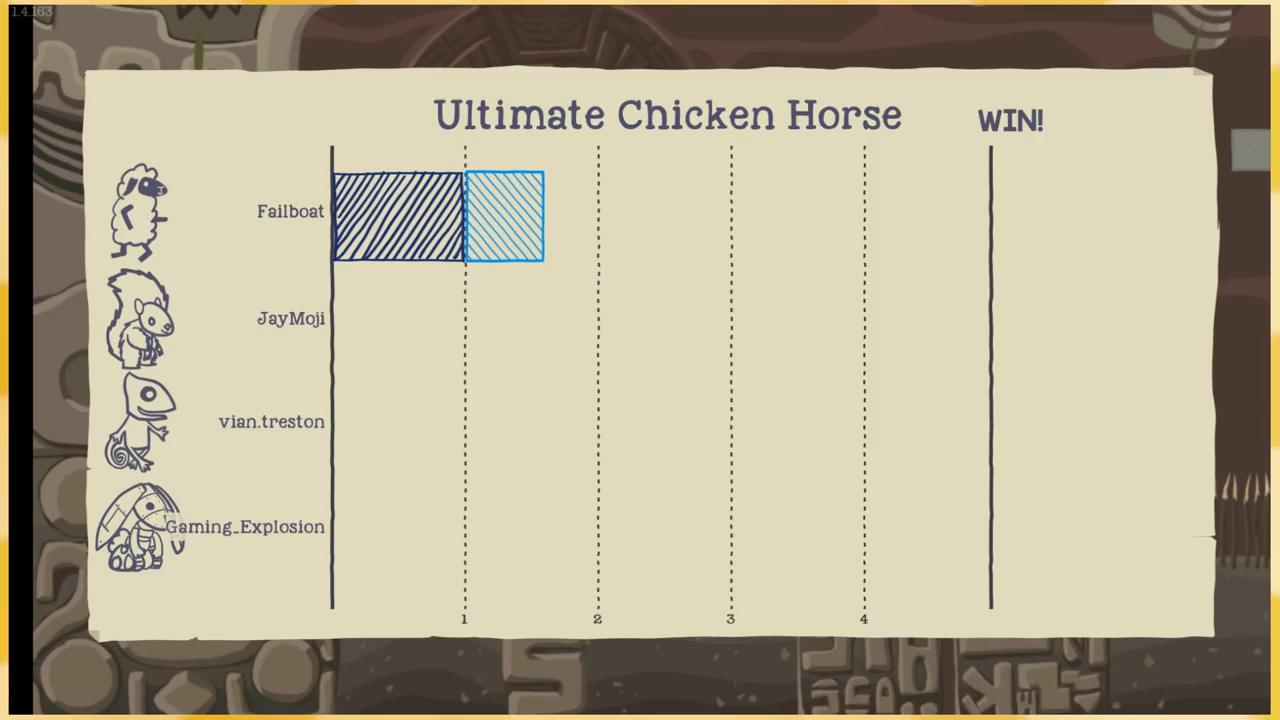 1.4.163
Ultimate Chicken Horse
WIN!
Failboat
JayMoji
vian.treston
Gaming_Explosion
1 2 3 4